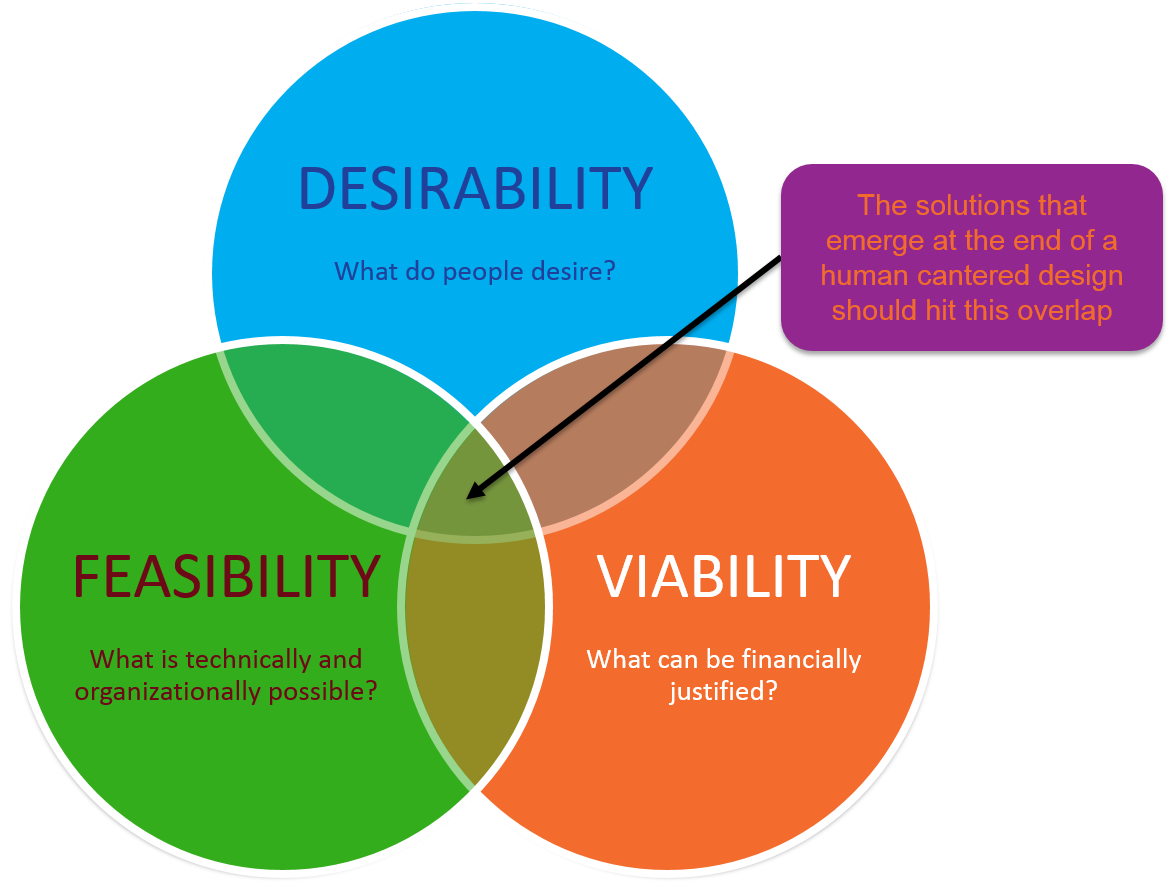 DESIRABILITY
What do people desire?
The solutions that
emerge at the end of a
human cantered design
should hit this overlap
FEASIBILITY
What is technically and
organizationally possible?
VIABILITY
What can be financially
justified?